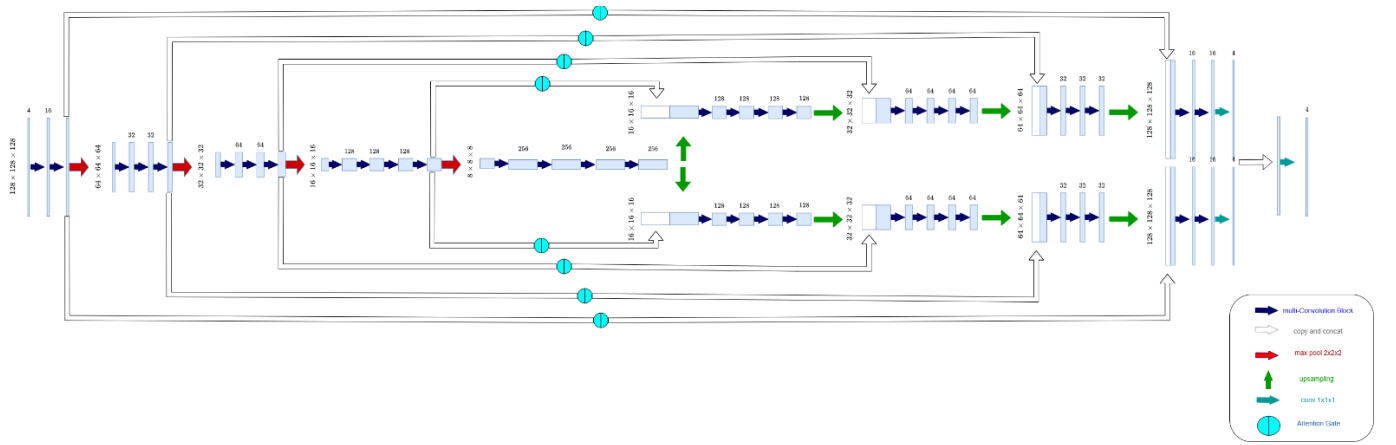 128 × 128 × 128
4
16
64 × 64 × 64
32
32
32 × 32 × 32
64
64
16 × 16 × 16
128
128
128
8 × 8 × 8
256
256
256
256
16 × 16 × 16
128
128
128
128
32 × 32 × 32
64
64
64
64
64 × 64 × 64
32
32
32
128 × 128 × 128
16
16
4
16 × 16 × 16
128
128
128
128
32 × 32 × 32
64
64
64
64
64 × 64 × 64
32
32
32
128 × 128 × 128
16
16
4
4
multi-Convolution Block
copy and concat
max pool 2x2x2
upsampling
conv 1x1x1
Attention Gate